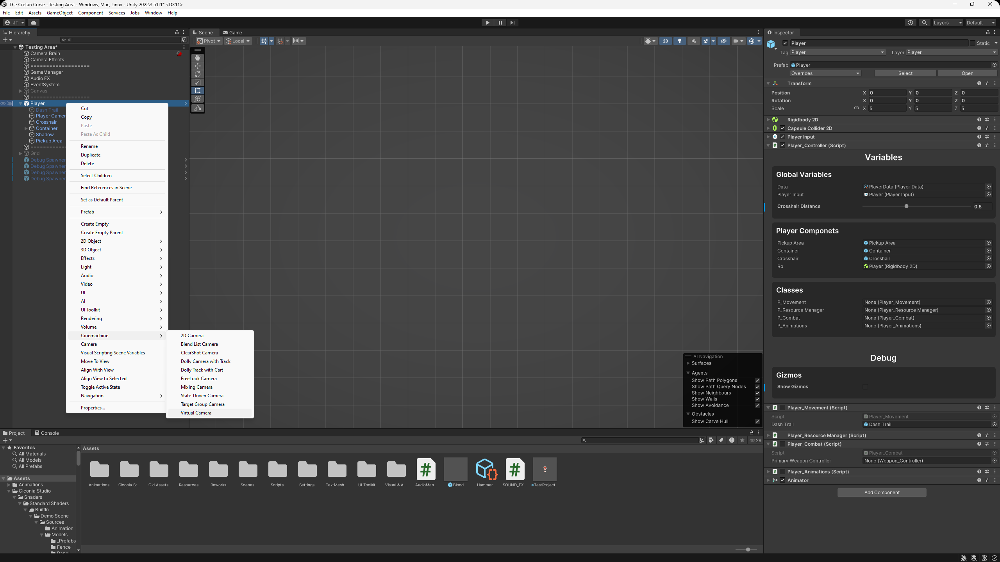 The Cretan Curse - Testing Area - Windows, Mac, Linux - Unity 2022.3.51f1* <DX11>
File Edit Assets GameObject Component Services Jobs Window Help
JT
Layers
Default
Hierarchy
All
Testing Area*
Camera Brain
Camera Effects
===================
GameManager
Audio FX
EventSystem
Canvas
===================
Player
Dash Trail
Player Camer
Crosshair
Container
Shadow
Pickup Area
Grid
Debug Spawner
Debug Spawner
Debug Spawner
Debug Spawner
Cut
Copy
Paste
Paste As Child
Rename
Duplicate
Delete
Select Children
Find References in Scene
Set as Default Parent
Prefab
Create Empty
Create Empty Parent
2D Object
3D Object
Effects
Light
Audio
Video
UI
AI
UI Toolkit
Rendering
Volume
Cinemachine
Camera
Visual Scripting Scene Variables
Move To View
Align With View
Align View to Selected
Toggle Active State
Navigation
Properties...
2D Camera
Blend List Camera
ClearShot Camera
Dolly Camera with Track
Dolly Track with Cart
FreeLook Camera
Mixing Camera
State-Driven Camera
Target Group Camera
Virtual Camera
Scene Game
Pivot Local
2D
AI Navigation
Surfaces
Agents
Show Path Polygons
Show Path Query Nodes
Show Neighbours
Show Walls
Show Avoidance
Obstacles
Show Carve Hull
Inspector
Player Static
Tag Player Layer Player
Prefab Player
Overrides Select Open
Transform
Position X 0 Y 0 Z 0
Rotation X 0 Y 0 Z 0
Scale X 5 Y 5 Z 5
Rigidbody 2D
Capsule Collider 2D
Player Input
Player_Controller (Script)
Variables
Global Variables
Data PlayerData (Player Data)
Player Input Player (Player Input)
Crosshair Distance 0.5
Player Componets
Pickup Area Pickup Area
Container Container
Crosshair Crosshair
Rb Player (Rigidbody 2D)
Classes
P_Movement None (Player_Movement)
P_Resource Manager None (Player_Resource Manager)
P_Combat None (Player_Combat)
P_Animations None (Player_Animations)
Debug
Gizmos
Show Gizmos
Player_Movement (Script)
Script Player_Movement
Dash Trail Dash Trail
Player_Resource Manager (Script)
Player_Combat (Script)
Script Player_Combat
Primary Weapon Controller None (Weapon_Controller)
Player_Animations (Script)
Animator
Add Component
Project Console
29
Favorites
All Materials
All Models
All Prefabs
Assets
Animations
Ciconia Studio
Shaders
Standard Shaders
BuiltIn
Demo Scene
Sources
Animation
Models
_Prefabs
Fence
Panel
Assets
Animations
Ciconia St...
Old Assets
Resources
Reworks
Scenes
Scripts
Settings
TextMesh ...
UI Toolkit
Visual & A...
AudioMan...
Blood
Hammer
SOUND_FX...
TestProject...